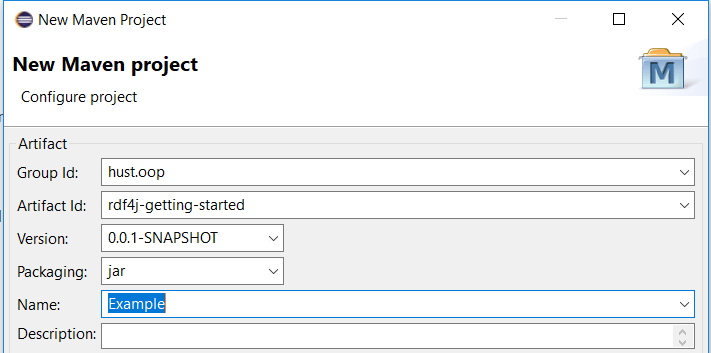 New Maven Project
New Maven project
Configure project
M
Artifact
Group Id: hust.oop
Artifact Id: rdf4j-getting-started
Version: 0.0.1-SNAPSHOT
Packaging: jar
Name: Example
Description: